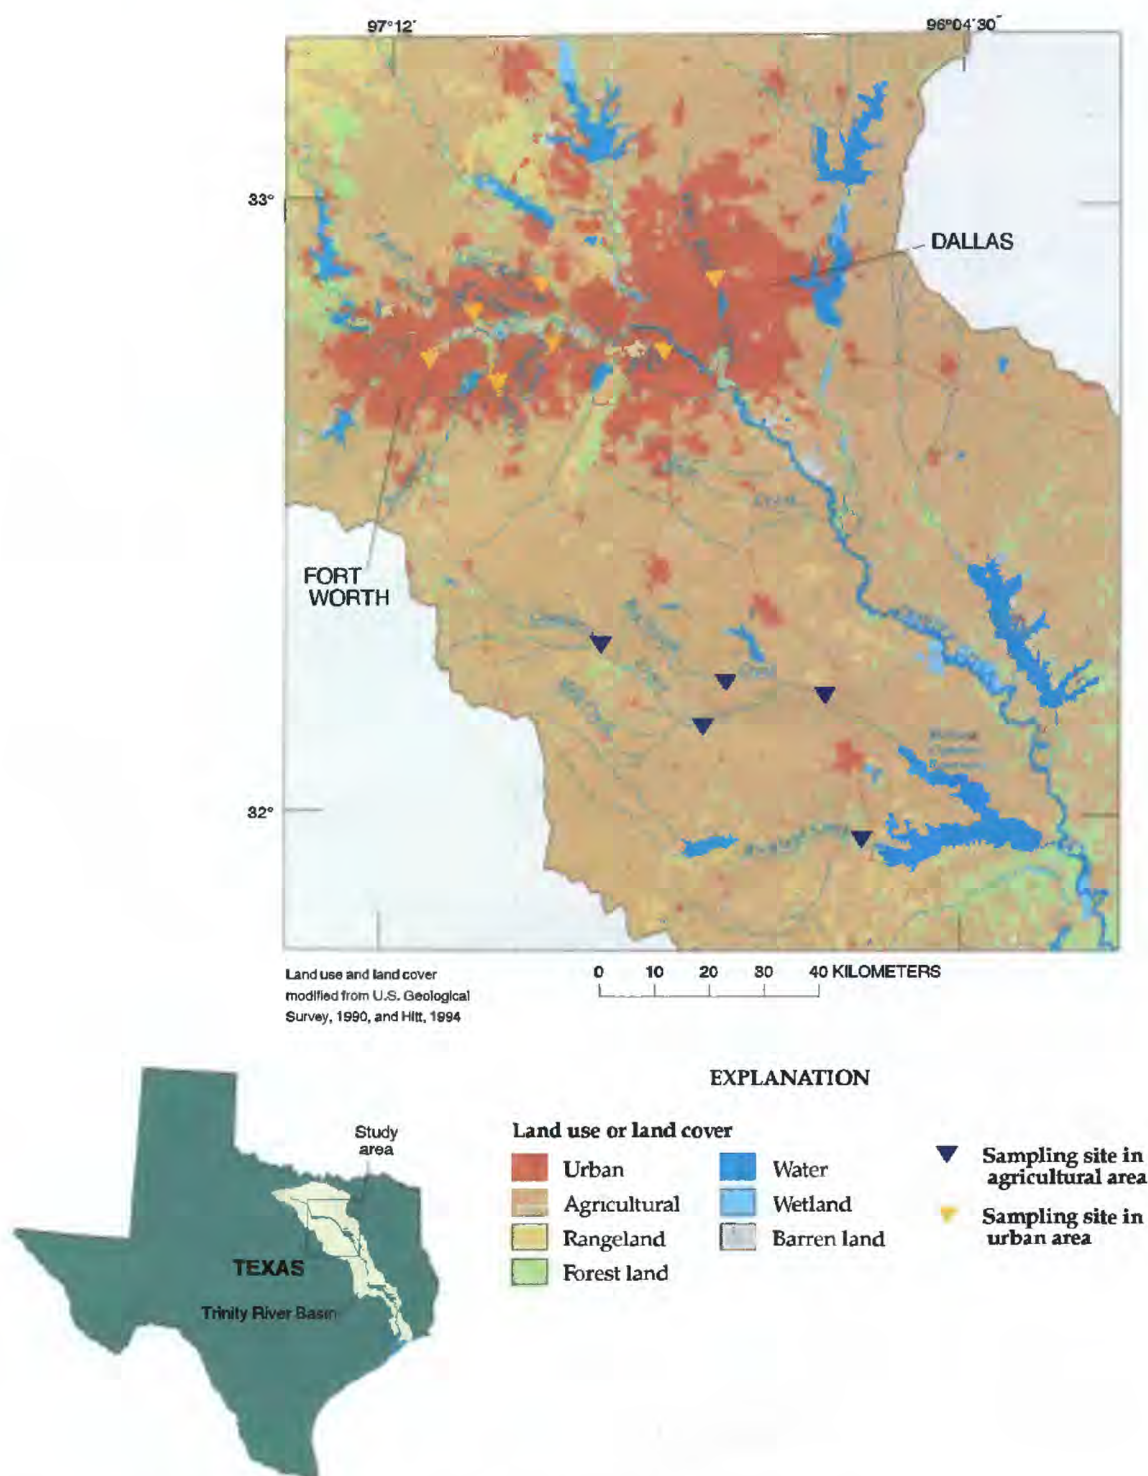 97°12'
96°04'30"
33°
DALLAS
FORT
WORTH
Creek
32°
Land use and land cover
modified from U.S. Geological
Survey, 1990, and Hitt, 1994
0 10 20 30 40 KILOMETERS
EXPLANATION
Study
area
TEXAS
Trinity River Basin
Land use or land cover
Urban
Agricultural
Rangeland
Forest land
Water
Wetland
Barren land
Sampling site in
agricultural area
Sampling site in
urban area